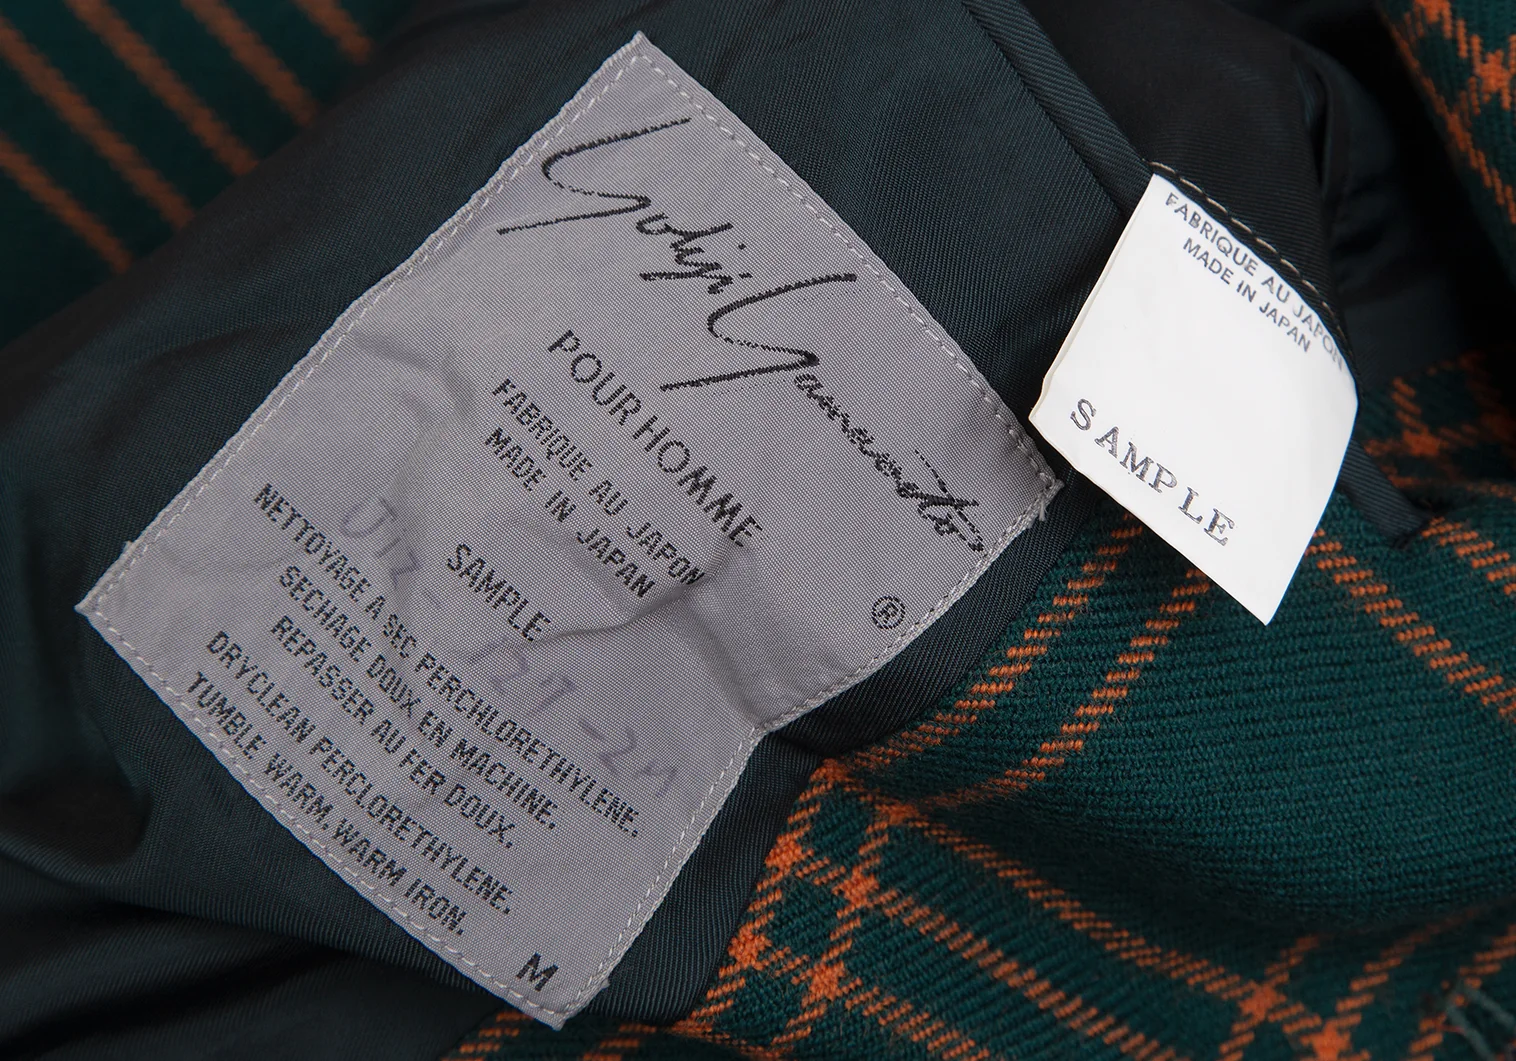 Yohji Yamamoto
POUR HOMME
FABRIQUE AU JAPON
MADE IN JAPAN
SAMPLE
®
NETTOYAGE A SEC PERCHLORETHYLENE.
SECHAGE DOUX EN MACHINE.
REPASSER AU FER DOUX.
DRYCLEAN PERCLORETHYLENE.
TUMBLE WARM. WARM IRON.
M
FABRIQUE AU JAPON
MADE IN JAPAN
SAMPLE